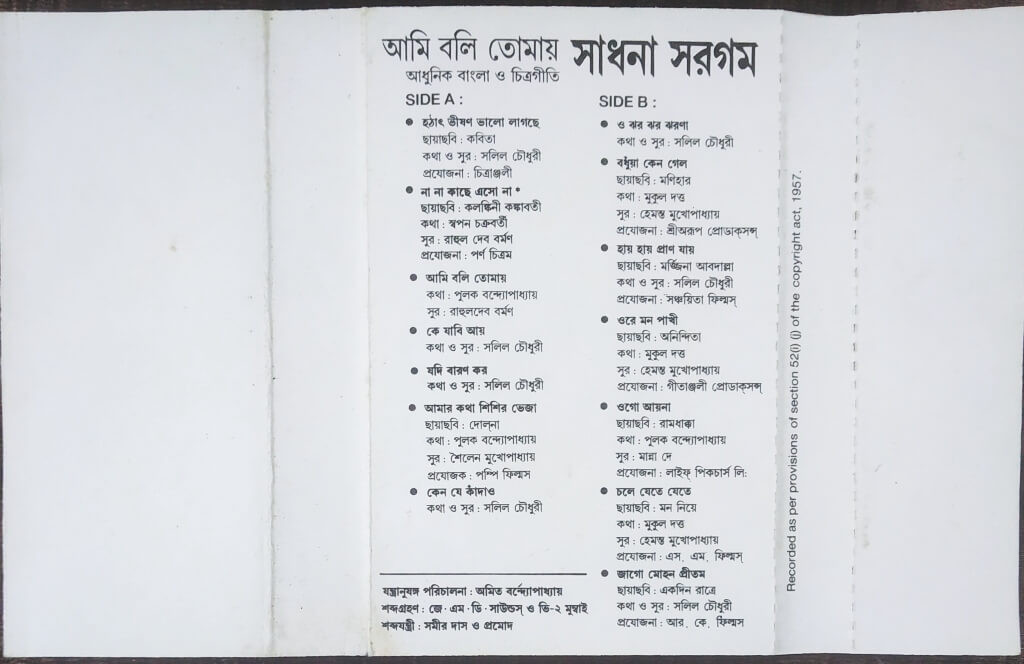 আমি বলি তোমায় সাধনা সরগম
আধুনিক বাংলা ও চিত্রগীতি
SIDE A :
● হঠাৎ ভীষণ ভালো লাগছে
ছায়াছবি : কবিতা
কথা ও সুর : সলিল চৌধুরী
প্রযোজনা : চিত্রাঞ্জলী
● না না কাছে এসো না *
ছায়াছবি : কলঙ্কিনী কঙ্কাবতী
কথা : স্বপন চক্রবর্তী
সুর : রাহুল দেব বর্মণ
প্রযোজনা : পর্ণ চিত্রম
● আমি বলি তোমায়
কথা : পুলক বন্দ্যোপাধ্যায়
সুর : রাহুলদেব বর্মণ
● কে যাবি আয়
কথা ও সুর : সলিল চৌধুরী
● যদি বারণ কর
কথা ও সুর : সলিল চৌধুরী
● আমার কথা শিশির ভেজা
ছায়াছবি : দোল্‌না
কথা : পুলক বন্দ্যোপাধ্যায়
সুর : শৈলেন মুখোপাধ্যায়
প্রযোজক : পম্পি ফিল্মস
● কেন যে কাঁদাও
কথা ও সুর : সলিল চৌধুরী
যন্ত্রানুষঙ্গ পরিচালনা : অমিত বন্দ্যোপাধ্যায়
শব্দগ্রহণ : জে · এম · ডি · সাউন্ডস্ ও ভি-২ মুম্বাই
শব্দযন্ত্রী : সমীর দাস ও প্রমোদ
SIDE B :
● ও ঝর ঝর ঝরণা
কথা ও সুর : সলিল চৌধুরী
● বধুঁয়া কেন গেল
ছায়াছবি : মণিহার
কথা : মুকুল দত্ত
সুর : হেমন্ত মুখোপাধ্যায়
প্রযোজনা : শ্রীঅরূপ প্রোডাক্‌সন্স্
● হায় হায় প্রাণ যায়
ছায়াছবি : মর্জ্জিনা আবদাল্লা
কথা ও সুর : সলিল চৌধুরী
প্রযোজনা : সঞ্চয়িতা ফিল্মস্
● ওরে মন পাখী
ছায়াছবি : অনিন্দিতা
কথা : মুকুল দত্ত
সুর : হেমন্ত মুখোপাধ্যায়
প্রযোজনা : গীতাঞ্জলী প্রোডাক্‌সন্স্
● ওগো আয়না
ছায়াছবি : রামধাক্কা
কথা : পুলক বন্দ্যোপাধ্যায়
সুর : মান্না দে
প্রযোজনা : লাইফ্ পিকচার্স লি:
● চলে যেতে যেতে
ছায়াছবি : মন নিয়ে
কথা : মুকুল দত্ত
সুর : হেমন্ত মুখোপাধ্যায়
প্রযোজনা : এস. এম. ফিল্মস্
● জাগো মোহন প্রীতম
ছায়াছবি : একদিন রাত্রে
কথা ও সুর : সলিল চৌধুরী
প্রযোজনা : আর. কে. ফিল্মস
Recorded as per provisions of section 52(i) (j) of the copyright act, 1957.